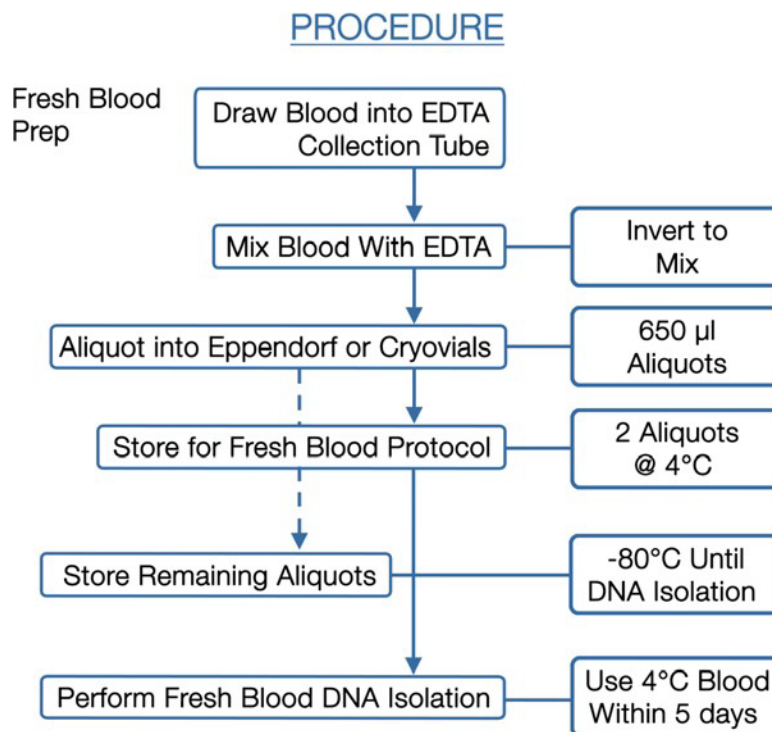 PROCEDURE
Fresh Blood
Prep
Draw Blood into EDTA
Collection Tube
Mix Blood With EDTA
Invert to
Mix
Aliquot into Eppendorf or Cryovials
650 µl
Aliquots
Store for Fresh Blood Protocol
2 Aliquots
@ 4°C
Store Remaining Aliquots
-80°C Until
DNA Isolation
Perform Fresh Blood DNA Isolation
Use 4°C Blood
Within 5 days